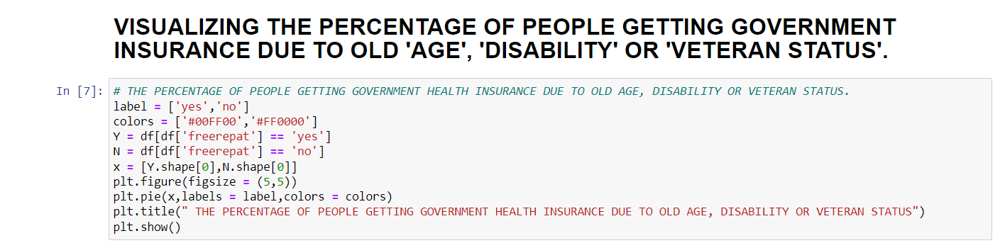 VISUALIZING THE PERCENTAGE OF PEOPLE GETTING GOVERNMENT
INSURANCE DUE TO OLD 'AGE', 'DISABILITY' OR 'VETERAN STATUS'.
In [7]: # THE PERCENTAGE OF PEOPLE GETTING GOVERNMENT HEALTH INSURANCE DUE TO OLD AGE, DISABILITY OR VETERAN STATUS.
label = ['yes','no']
colors = ['#00FF00','#FF0000']
Y = df[df['freerepat'] == 'yes']
N = df[df['freerepat'] == 'no']
x = [Y.shape[0],N.shape[0]]
plt.figure(figsize = (5,5))
plt.pie(x,labels = label,colors = colors)
plt.title(" THE PERCENTAGE OF PEOPLE GETTING GOVERNMENT HEALTH INSURANCE DUE TO OLD AGE, DISABILITY OR VETERAN STATUS")
plt.show()